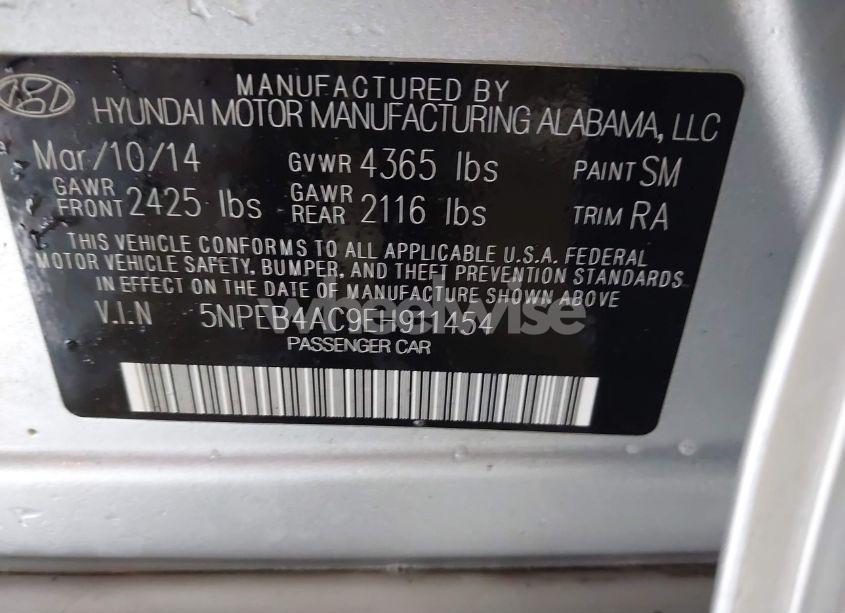 MANUFACTURED BY
HYUNDAI MOTOR MANUFACTURING ALABAMA, LLC
Mar/10/14 GVWR 4365 lbs PAINT SM
GAWR FRONT 2425 lbs GAWR REAR 2116 lbs TRIM RA
THIS VEHICLE CONFORMS TO ALL APPLICABLE U.S.A. FEDERAL
MOTOR VEHICLE SAFETY, BUMPER, AND THEFT PREVENTION STANDARDS
IN EFFECT ON THE DATE OF MANUFACTURE SHOWN ABOVE
V.I.N 5NPEB4AC9EH911454
PASSENGER CAR
wheelwise